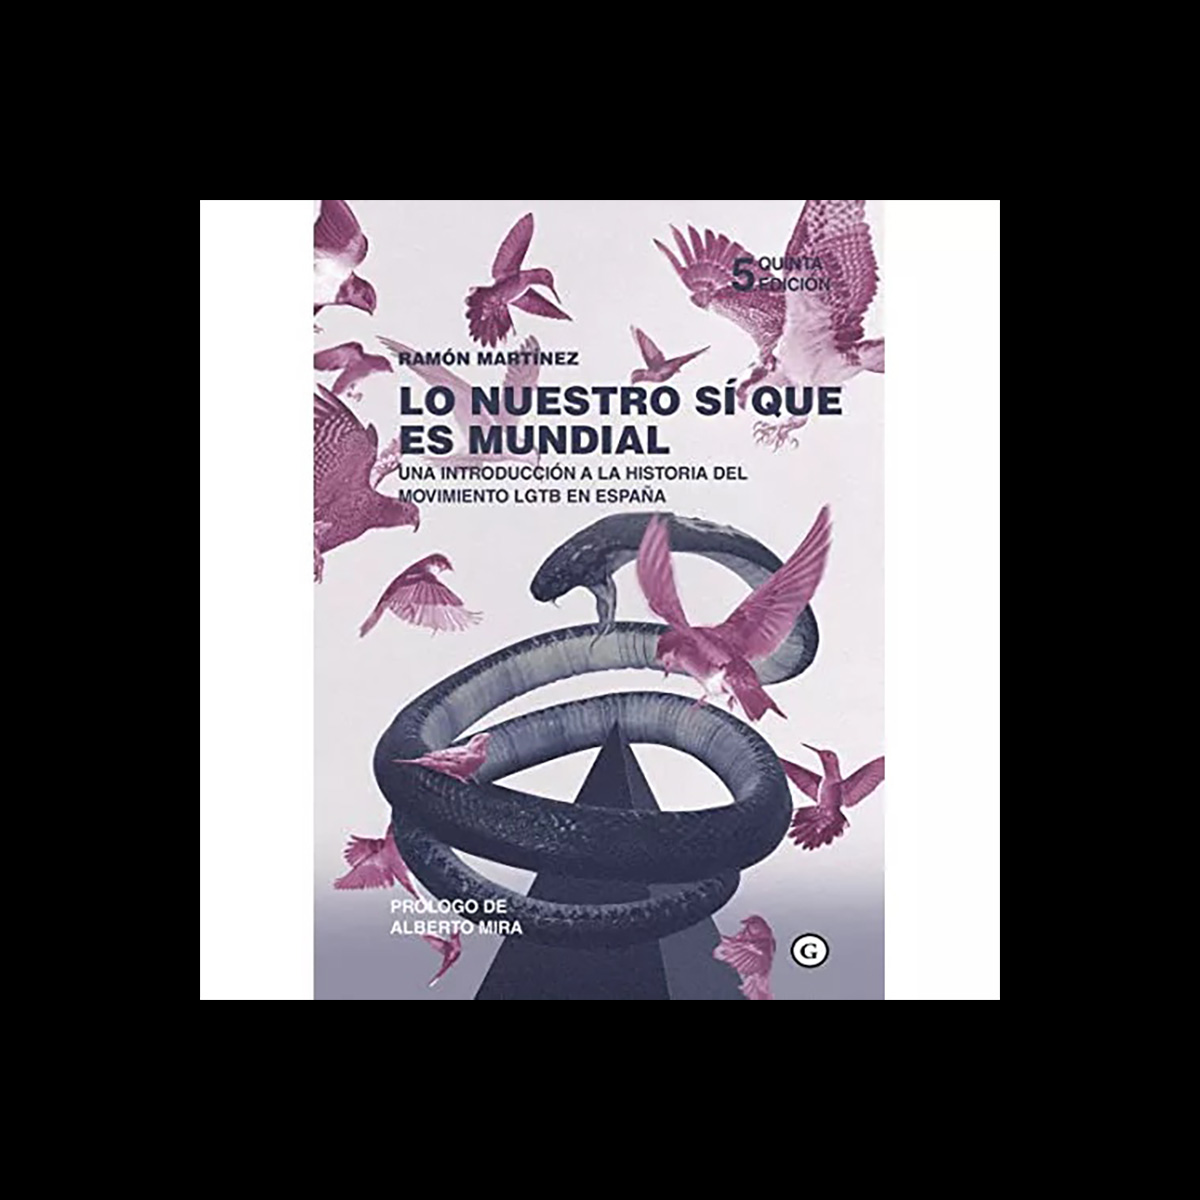 5 QUINTA
EDICIÓN
RAMÓN MARTÍNEZ
LO NUESTRO SÍ QUE
ES MUNDIAL
UNA INTRODUCCIÓN A LA HISTORIA DEL
MOVIMIENTO LGTB EN ESPAÑA
PRÓLOGO DE
ALBERTO MIRA
G